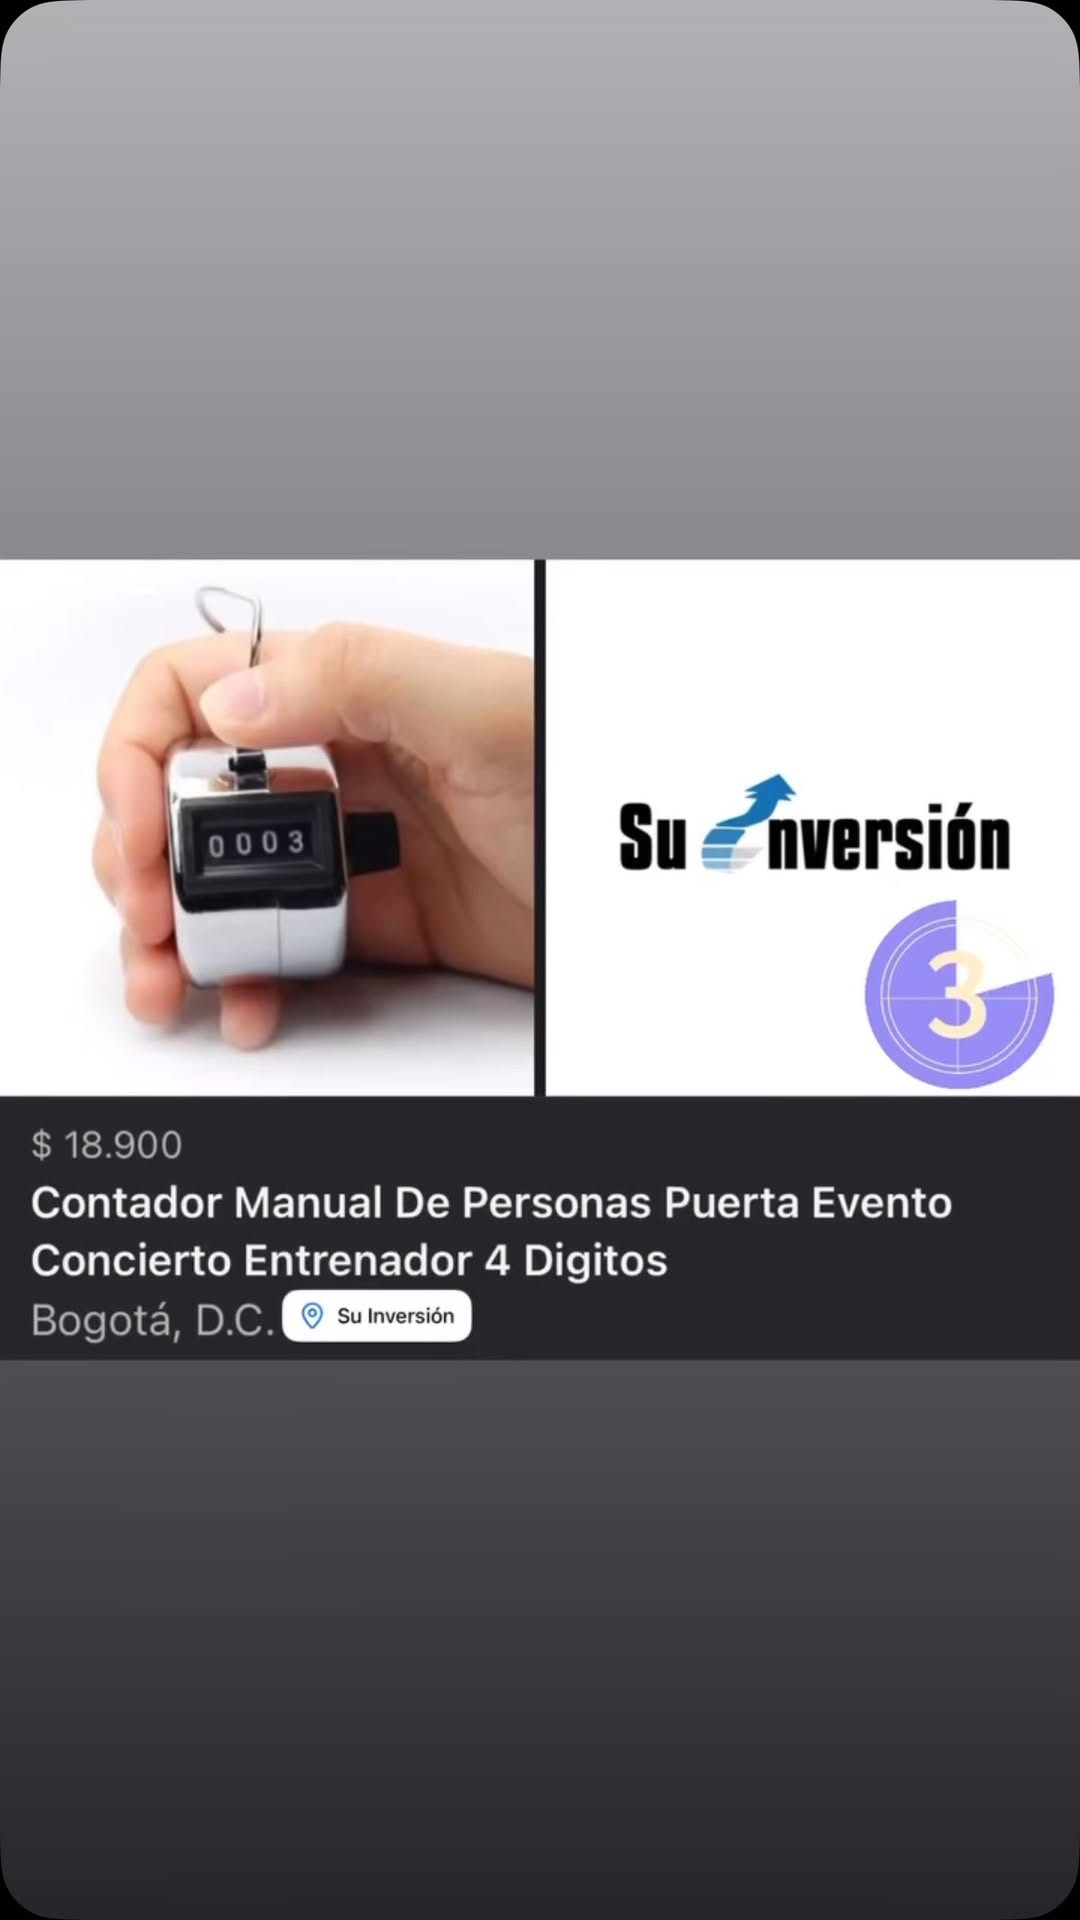 0003
Su Inversión
3
$ 18.900
Contador Manual De Personas Puerta Evento
Concierto Entrenador 4 Digitos
Bogotá, D.C.
Su Inversión